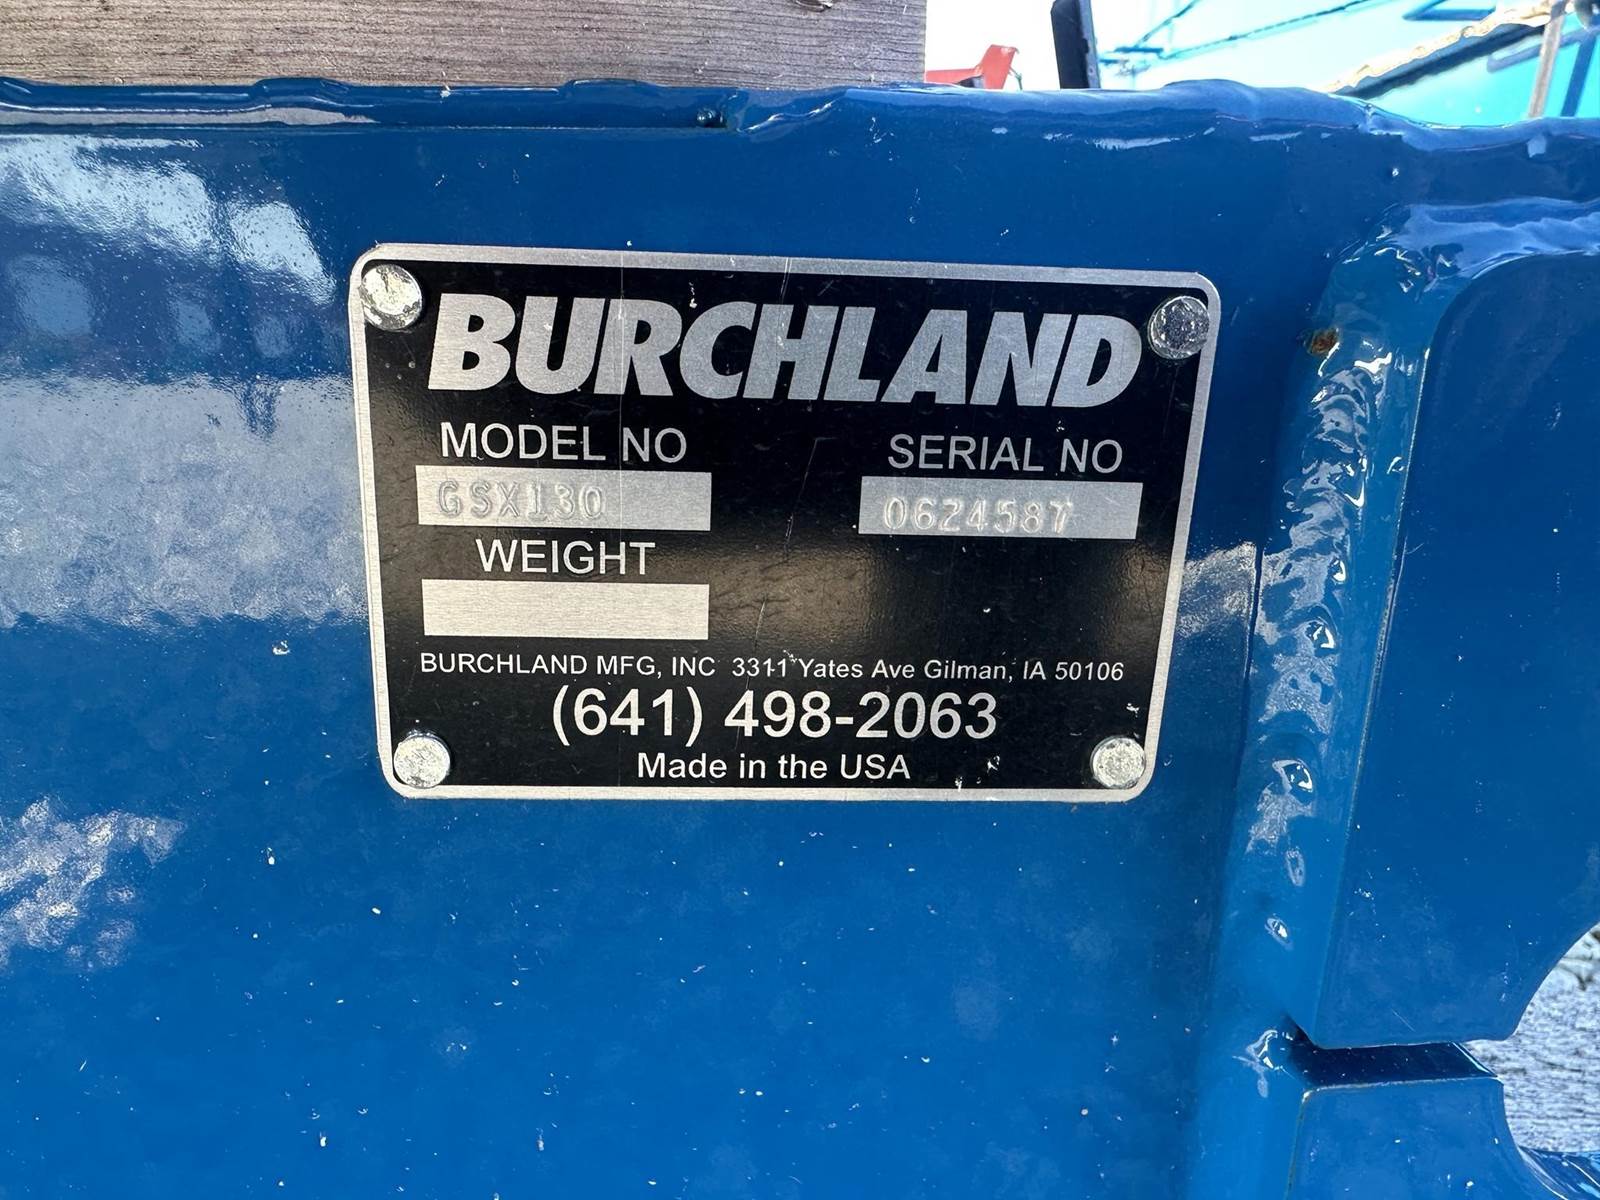 BURCHLAND
MODEL NO SERIAL NO
GSX130 0624587
WEIGHT
BURCHLAND MFG, INC 3311 Yates Ave Gilman, IA 50106
(641) 498-2063
Made in the USA